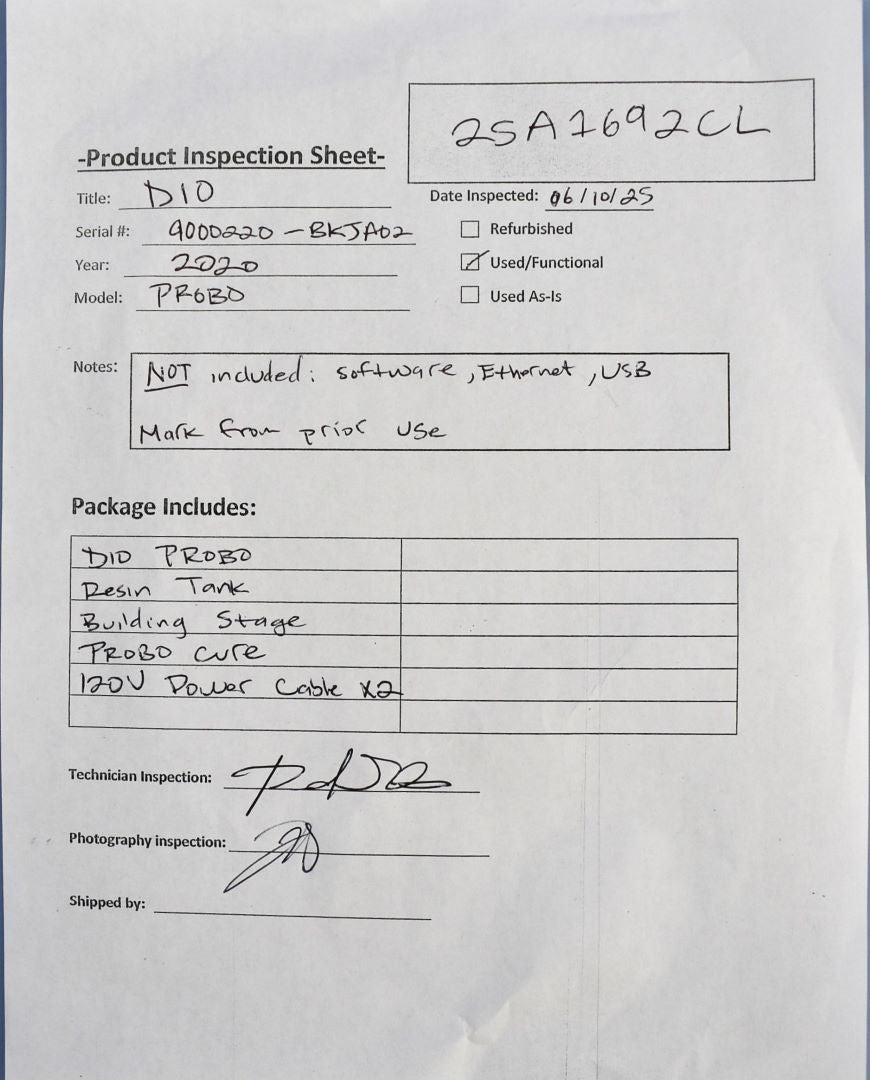 25A1692CL
-Product Inspection Sheet-
Title: DIO
Date Inspected: 06/10/25
Serial #: 9000220-BKJA02
Refurbished
Year: 2020
Used/Functional
Model: PROBO
Used As-Is
Notes: NOT included: software, Ethernet, USB
Mark from prior use
Package Includes:
DIO PROBO
Resin Tank
Building Stage
PROBO cure
120V Power Cable x2
Technician Inspection:
Photography inspection:
Shipped by: